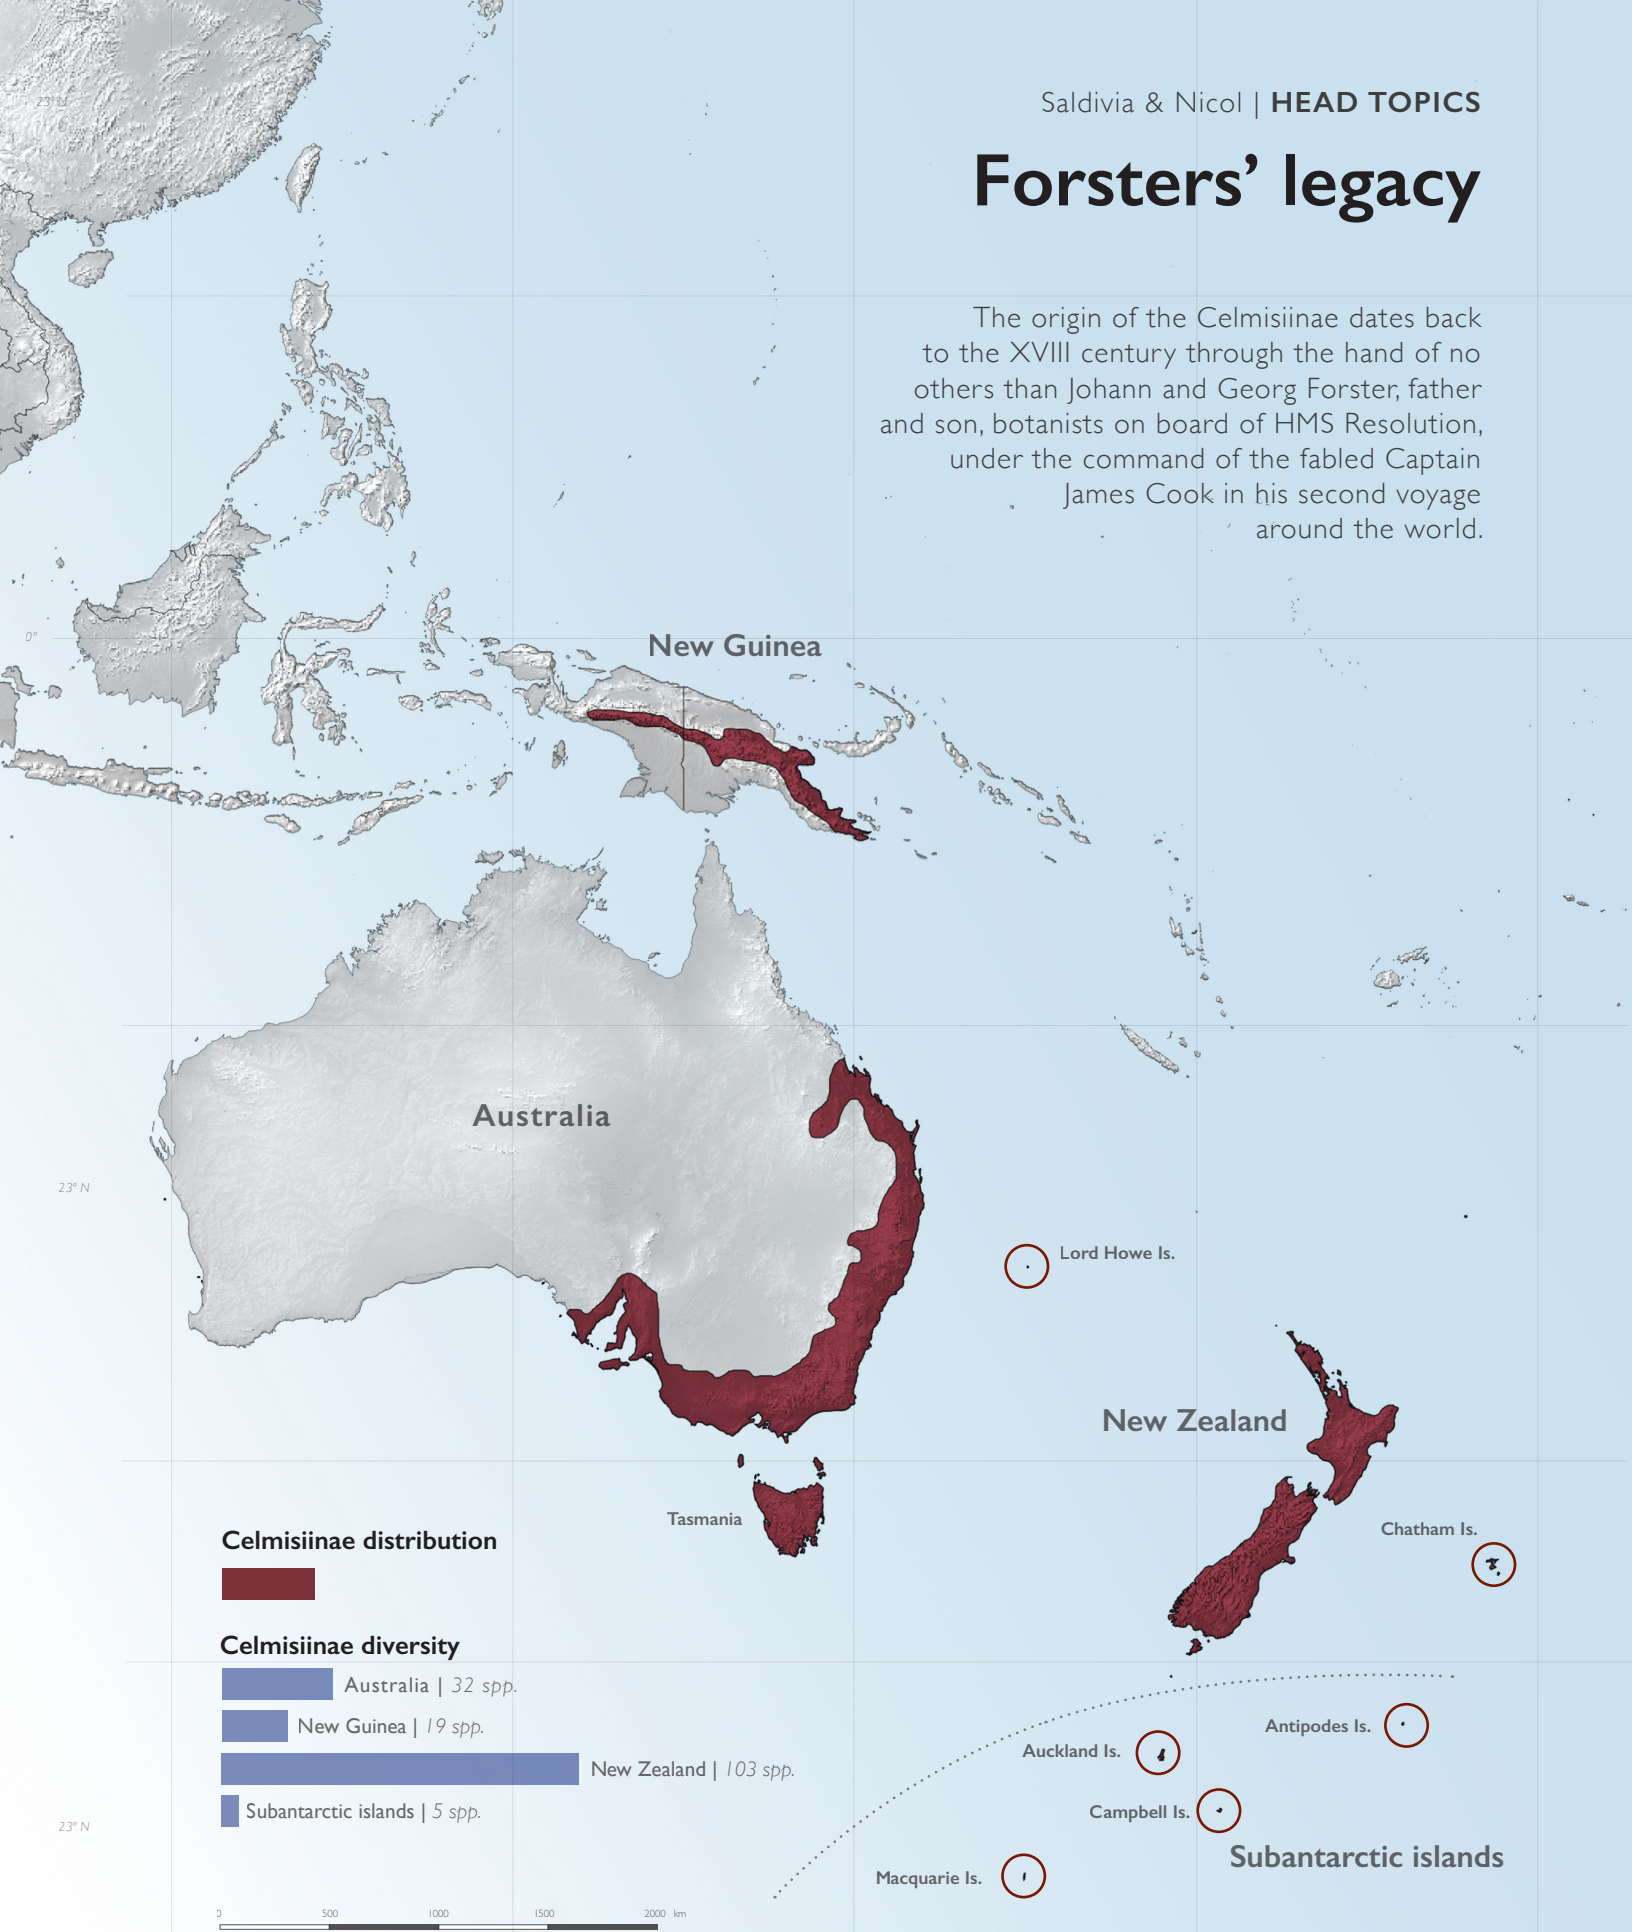 23° N
Saldivia & Nicol | HEAD TOPICS
Forsters’ legacy
The origin of the Celmisiinae dates back
to the XVIII century through the hand of no
others than Johann and Georg Forster, father
and son, botanists on board of HMS Resolution,
under the command of the fabled Captain
James Cook in his second voyage
around the world.
0°
New Guinea
Australia
23° N
Lord Howe Is.
New Zealand
Tasmania
Chatham Is.
Celmisiinae distribution
Celmisiinae diversity
Australia | 32 spp.
New Guinea | 19 spp.
New Zealand | 103 spp.
Subantarctic islands | 5 spp.
Antipodes Is.
Auckland Is.
Campbell Is.
23° N
Subantarctic islands
Macquarie Is.
0 500 1000 1500 2000 km